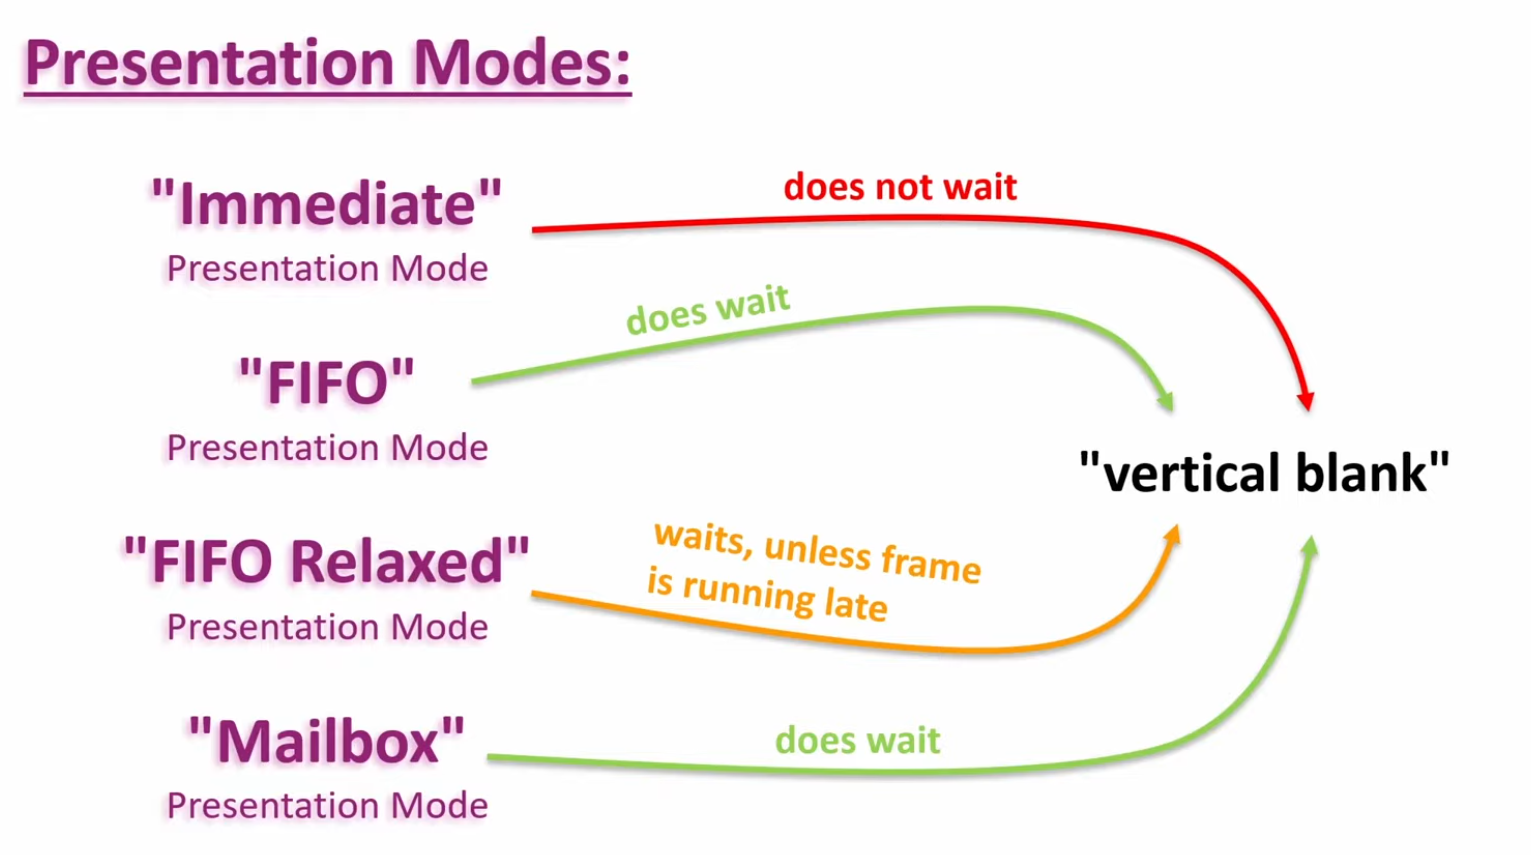 Presentation Modes:
"Immediate"
Presentation Mode
does not wait
"FIFO"
Presentation Mode
does wait
"vertical blank"
"FIFO Relaxed"
Presentation Mode
waits, unless frame
is running late
"Mailbox"
Presentation Mode
does wait